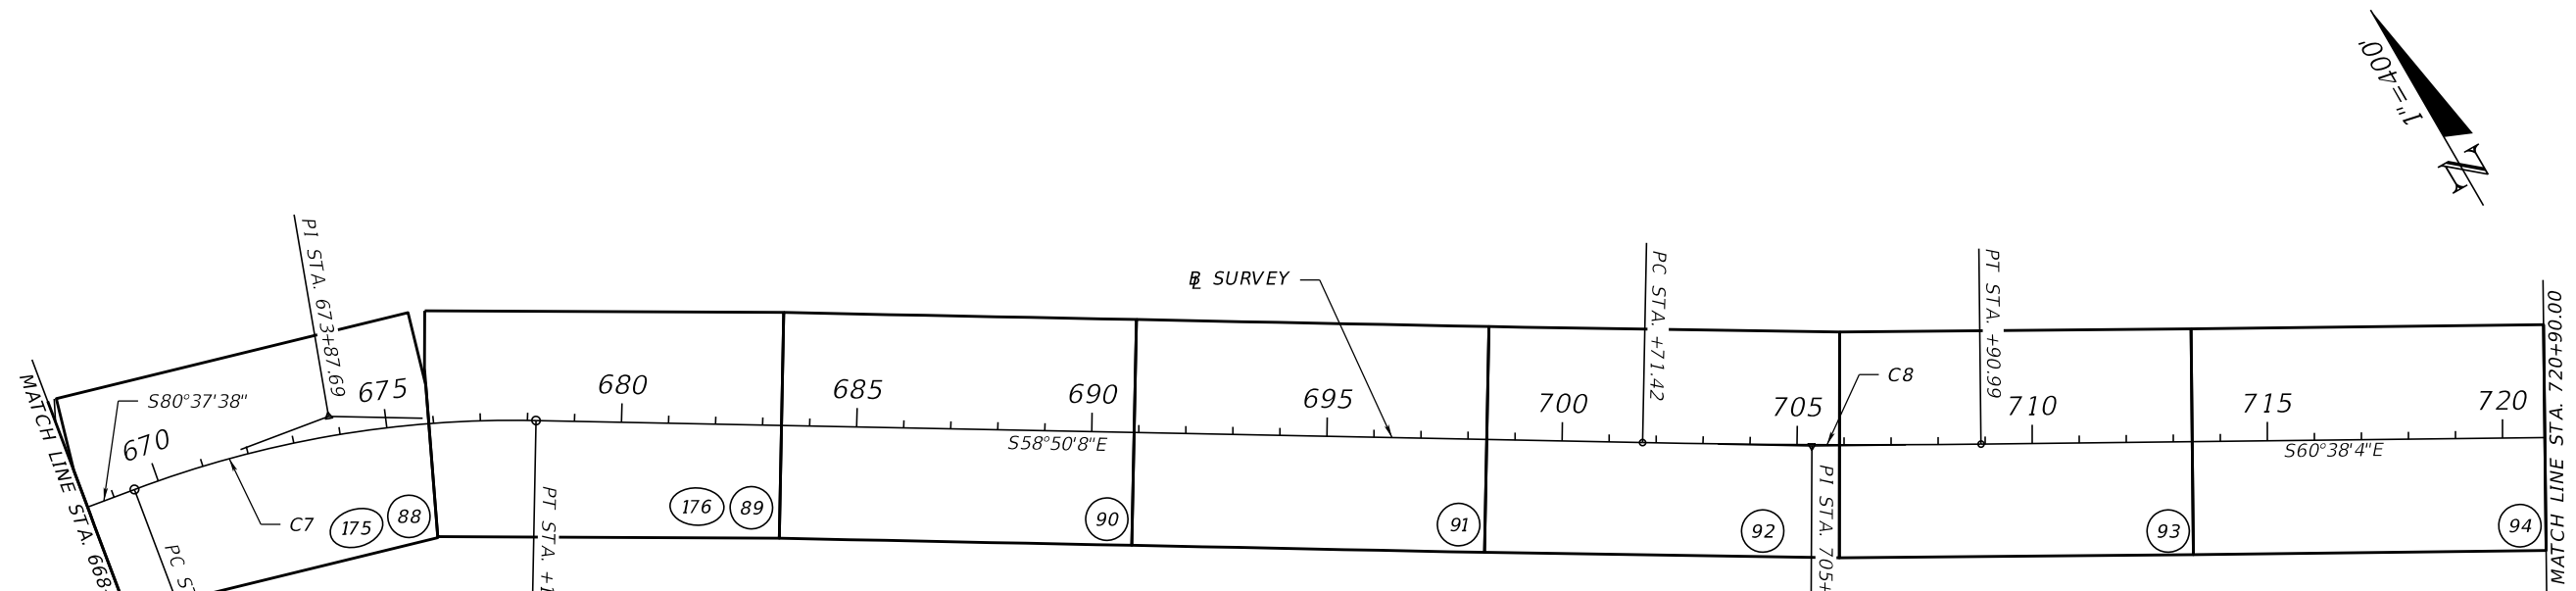 1"=400'
N
PI STA. 673+87.69
BL SURVEY
PC STA. +71.42
PT STA. +90.99
MATCH LINE STA. 720+90.00
MATCH LINE STA. 668
S80°37'38"
670
675
680
685
690
695
700
705
710
715
720
C8
S58°50'8"E
S60°38'4"E
C7
175
88
176
89
90
91
92
93
94
PC
PT STA. +1
PI STA. 705+